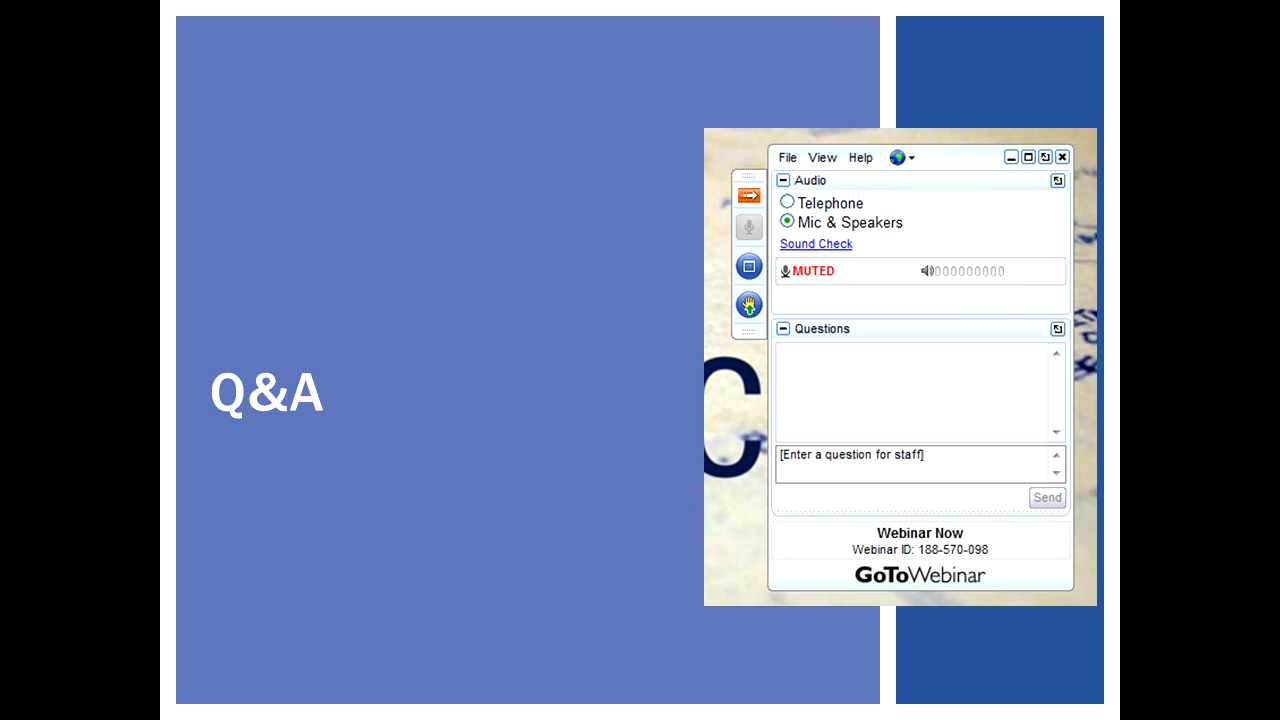 Q&A
File View Help
Audio
Telephone
Mic & Speakers
Sound Check
MUTED
Questions
[Enter a question for staff]
Send
Webinar Now
Webinar ID: 188-570-098
GoToWebinar